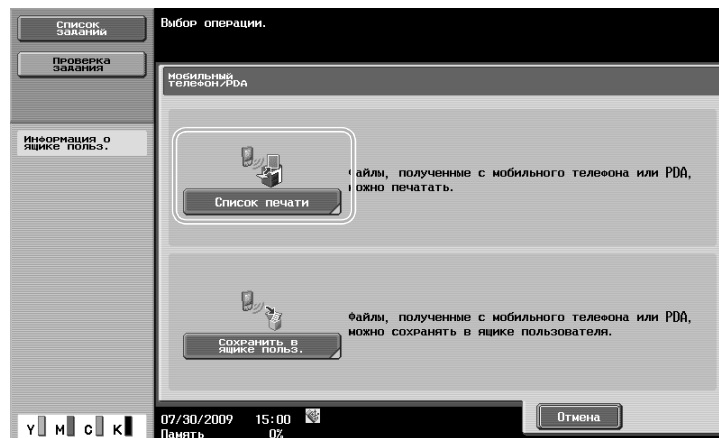 Список
заданий
Проверка
задания
Информация о
ящике польз.
Выбор операции.
Мобильный
телефон/PDA
Файлы, полученные с мобильного телефона или PDA,
можно печатать.
Список печати
Файлы, полученные с мобильного телефона или PDA,
можно сохранять в ящике пользователя.
Сохранить в
ящике польз.
07/30/2009 15:00
Память 0%
Отмена
Y M C K